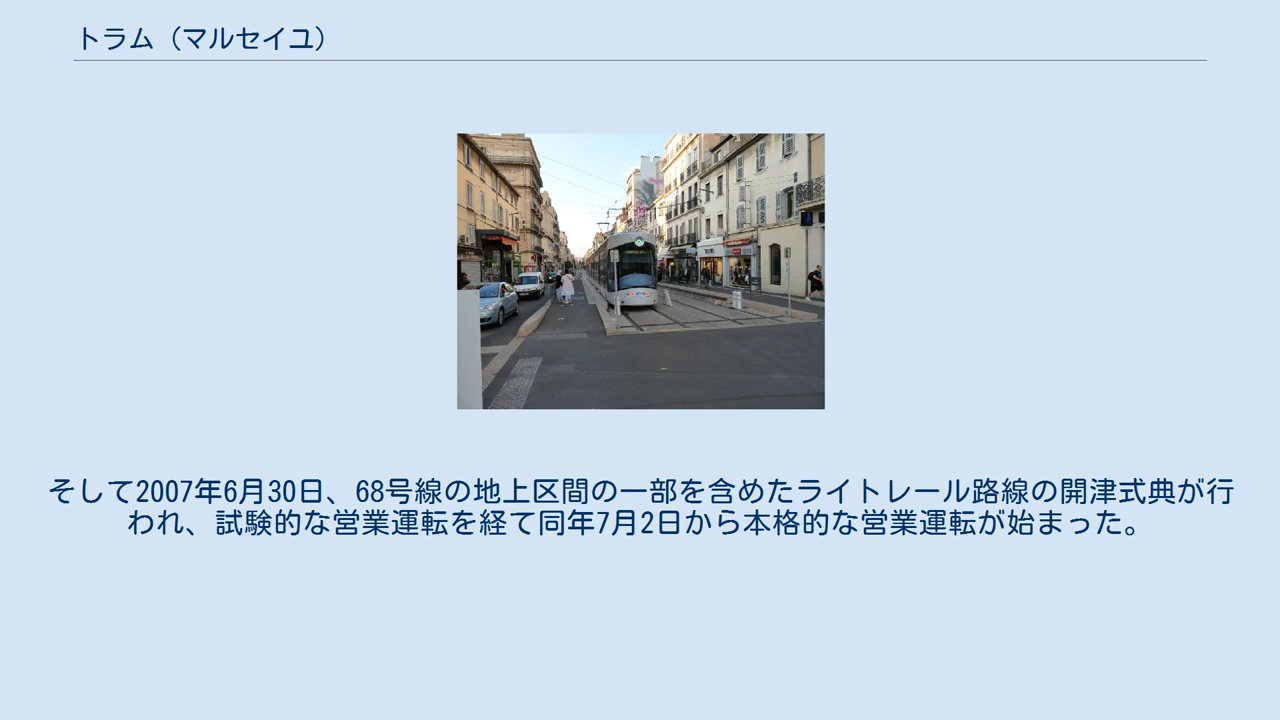 トラム（マルセイユ）
そして2007年6月30日、68号線の地上区間の一部を含めたライトレール路線の開津式典が行
われ、試験的な営業運転を経て同年7月2日から本格的な営業運転が始まった。